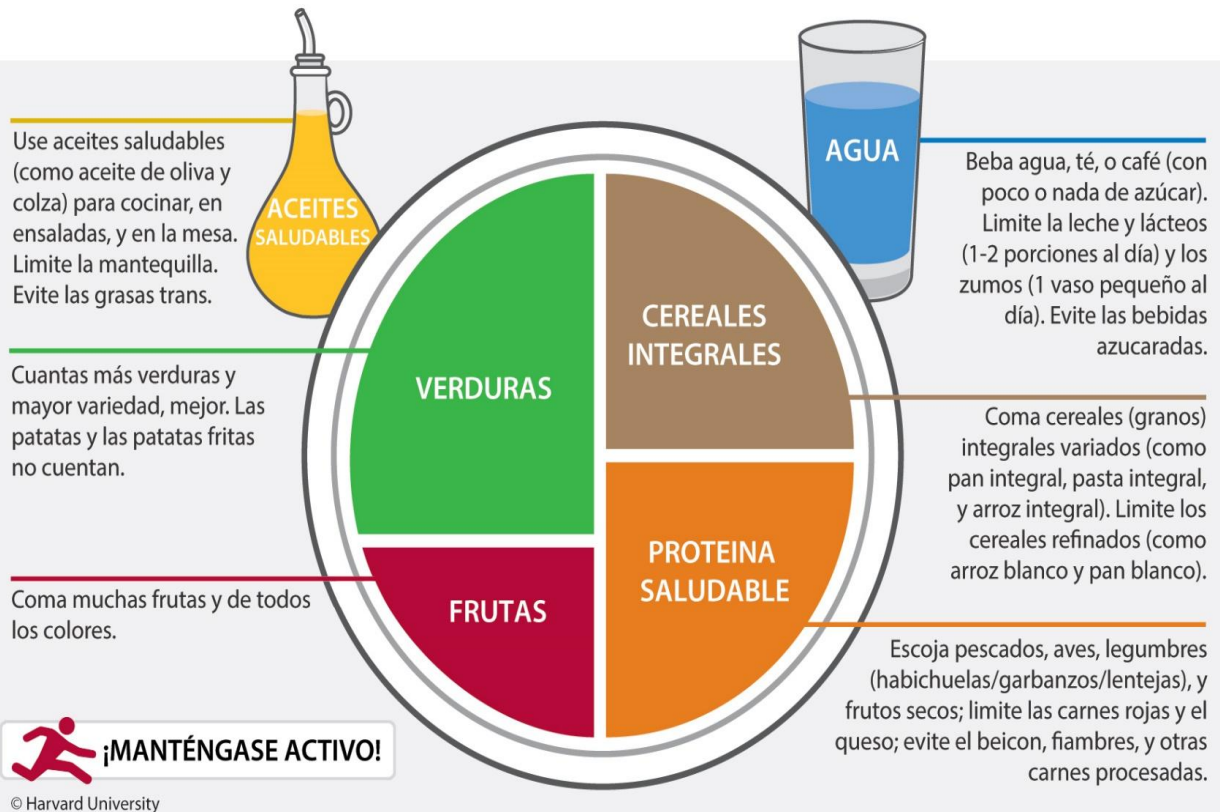 Use aceites saludables
(como aceite de oliva y
colza) para cocinar, en
ensaladas, y en la mesa.
Limite la mantequilla.
Evite las grasas trans.
ACEITES
SALUDABLES
AGUA
Beba agua, té, o café (con
poco o nada de azúcar).
Limite la leche y lácteos
(1-2 porciones al día) y los
zumos (1 vaso pequeño al
día). Evite las bebidas
azucaradas.
Cuantas más verduras y
mayor variedad, mejor. Las
patatas y las patatas fritas
no cuentan.
VERDURAS
CEREALES
INTEGRALES
Coma cereales (granos)
integrales variados (como
pan integral, pasta integral,
y arroz integral). Limite los
cereales refinados (como
arroz blanco y pan blanco).
Coma muchas frutas y de todos
los colores.
FRUTAS
PROTEINA
SALUDABLE
Escoja pescados, aves, legumbres
(habichuelas/garbanzos/lentejas), y
frutos secos; limite las carnes rojas y el
queso; evite el beicon, fiambres, y otras
carnes procesadas.
¡MANTÉNGASE ACTIVO!
© Harvard University